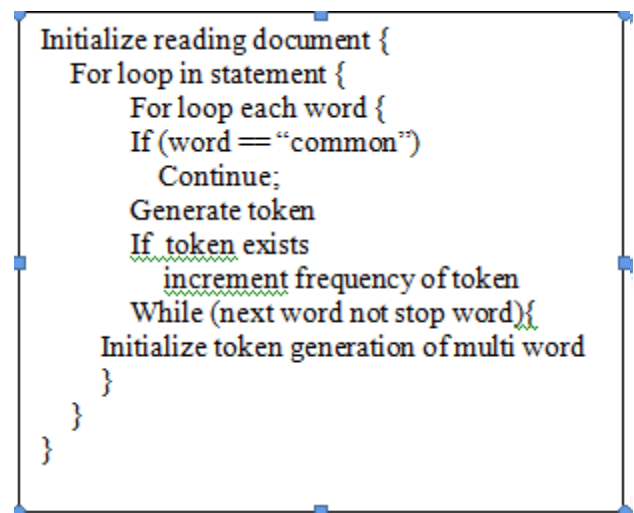 Initialize reading document {
For loop in statement {
For loop each word {
If (word == “common”)
Continue;
Generate token
If token exists
increment frequency of token
While (next word not stop word){
Initialize token generation of multi word
}
}
}